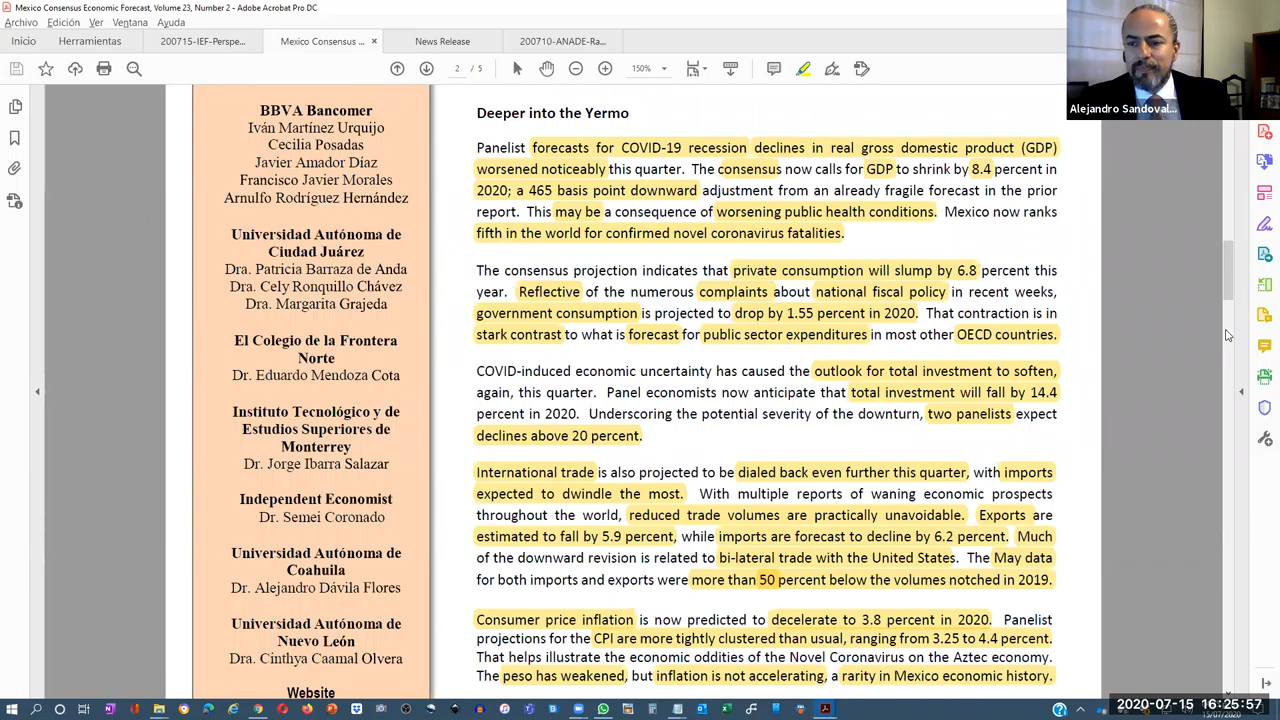 Mexico Consensus Economic Forecast, Volume 23, Number 2 - Adobe Acrobat Pro DC
Archivo Edición Ver Ventana Ayuda
Inicio Herramientas 200715-IEF-Perspe... Mexico Consensus ... × News Release 200710-ANADE-Ra...
2 / 5 150%
Alejandro Sandoval...
BBVA Bancomer
Iván Martínez Urquijo
Cecilia Posadas
Javier Amador Díaz
Francisco Javier Morales
Arnulfo Rodríguez Hernández
Universidad Autónoma de
Ciudad Juárez
Dra. Patricia Barraza de Anda
Dra. Cely Ronquillo Chávez
Dra. Margarita Grajeda
El Colegio de la Frontera
Norte
Dr. Eduardo Mendoza Cota
Instituto Tecnológico y de
Estudios Superiores de
Monterrey
Dr. Jorge Ibarra Salazar
Independent Economist
Dr. Semei Coronado
Universidad Autónoma de
Coahuila
Dr. Alejandro Dávila Flores
Universidad Autónoma de
Nuevo León
Dra. Cinthya Caamal Olvera
Website
Deeper into the Yermo
Panelist forecasts for COVID-19 recession declines in real gross domestic product (GDP)
worsened noticeably this quarter. The consensus now calls for GDP to shrink by 8.4 percent in
2020; a 465 basis point downward adjustment from an already fragile forecast in the prior
report. This may be a consequence of worsening public health conditions. Mexico now ranks
fifth in the world for confirmed novel coronavirus fatalities.
The consensus projection indicates that private consumption will slump by 6.8 percent this
year. Reflective of the numerous complaints about national fiscal policy in recent weeks,
government consumption is projected to drop by 1.55 percent in 2020. That contraction is in
stark contrast to what is forecast for public sector expenditures in most other OECD countries.
COVID-induced economic uncertainty has caused the outlook for total investment to soften,
again, this quarter. Panel economists now anticipate that total investment will fall by 14.4
percent in 2020. Underscoring the potential severity of the downturn, two panelists expect
declines above 20 percent.
International trade is also projected to be dialed back even further this quarter, with imports
expected to dwindle the most. With multiple reports of waning economic prospects
throughout the world, reduced trade volumes are practically unavoidable. Exports are
estimated to fall by 5.9 percent, while imports are forecast to decline by 6.2 percent. Much
of the downward revision is related to bi-lateral trade with the United States. The May data
for both imports and exports were more than 50 percent below the volumes notched in 2019.
Consumer price inflation is now predicted to decelerate to 3.8 percent in 2020. Panelist
projections for the CPI are more tightly clustered than usual, ranging from 3.25 to 4.4 percent.
That helps illustrate the economic oddities of the Novel Coronavirus on the Aztec economy.
The peso has weakened, but inflation is not accelerating, a rarity in Mexico economic history.
2020-07-15 16:25:57
15/07/2020